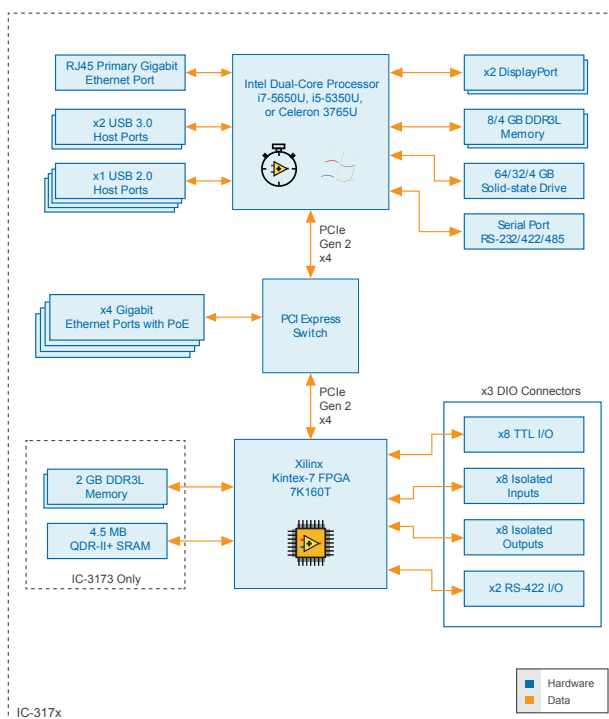 RJ45 Primary Gigabit
Ethernet Port
x2 USB 3.0
Host Ports
x1 USB 2.0
Host Ports
Intel Dual-Core Processor
i7-5650U, i5-5350U,
or Celeron 3765U
x2 DisplayPort
8/4 GB DDR3L
Memory
64/32/4 GB
Solid-state Drive
Serial Port
RS-232/422/485
PCIe
Gen 2
x4
x4 Gigabit
Ethernet Ports with PoE
PCI Express
Switch
PCIe
Gen 2
x4
x3 DIO Connectors
2 GB DDR3L
Memory
4.5 MB
QDR-II+ SRAM
IC-3173 Only
Xilinx
Kintex-7 FPGA
7K160T
x8 TTL I/O
x8 Isolated
Inputs
x8 Isolated
Outputs
x2 RS-422 I/O
Hardware
Data
IC-317x